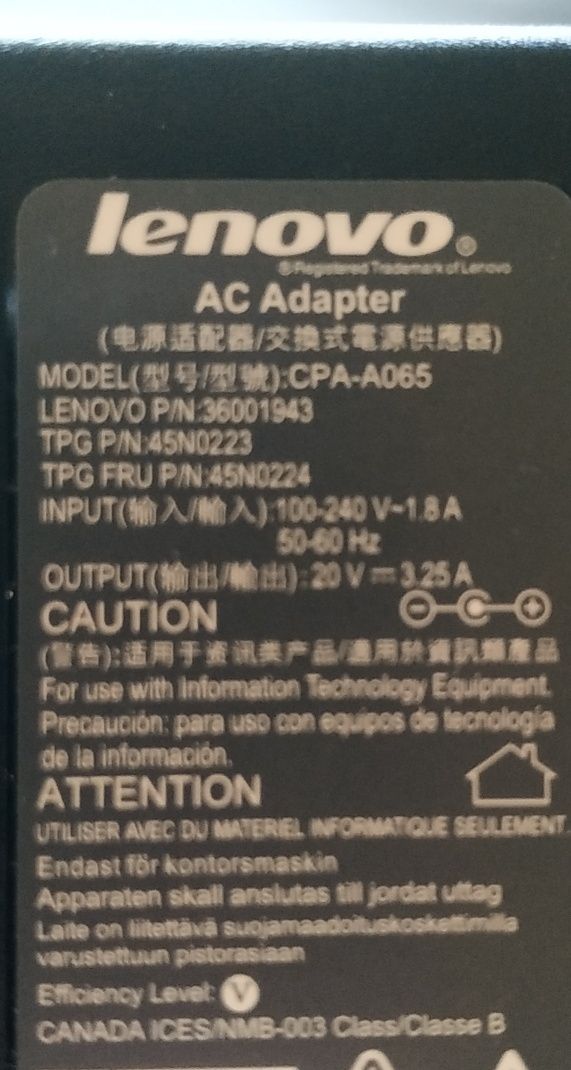 lenovo®
®Registered Trademark of Lenovo
AC Adapter
(电源适配器/交換式電源供應器)
MODEL(型号/型號):CPA-A065
LENOVO P/N:36001943
TPG P/N:45N0223
TPG FRU P/N:45N0224
INPUT(输入/輸入):100-240 V~1.8 A
50-60 Hz
OUTPUT(输出/輸出):20 V⎓3.25 A
CAUTION
(警告):适用于资讯类产品/適用於資訊類產品
For use with Information Technology Equipment.
Precaución: para uso con equipos de tecnología
de la información.
ATTENTION
UTILISER AVEC DU MATERIEL INFORMATIQUE SEULEMENT.
Endast för kontorsmaskin
Apparaten skall anslutas till jordat uttag
Laite on liitettävä suojamaadoituskoskettimilla
varustettuun pistorasiaan
Efficiency Level: V
CANADA ICES/NMB-003 Class/Classe B